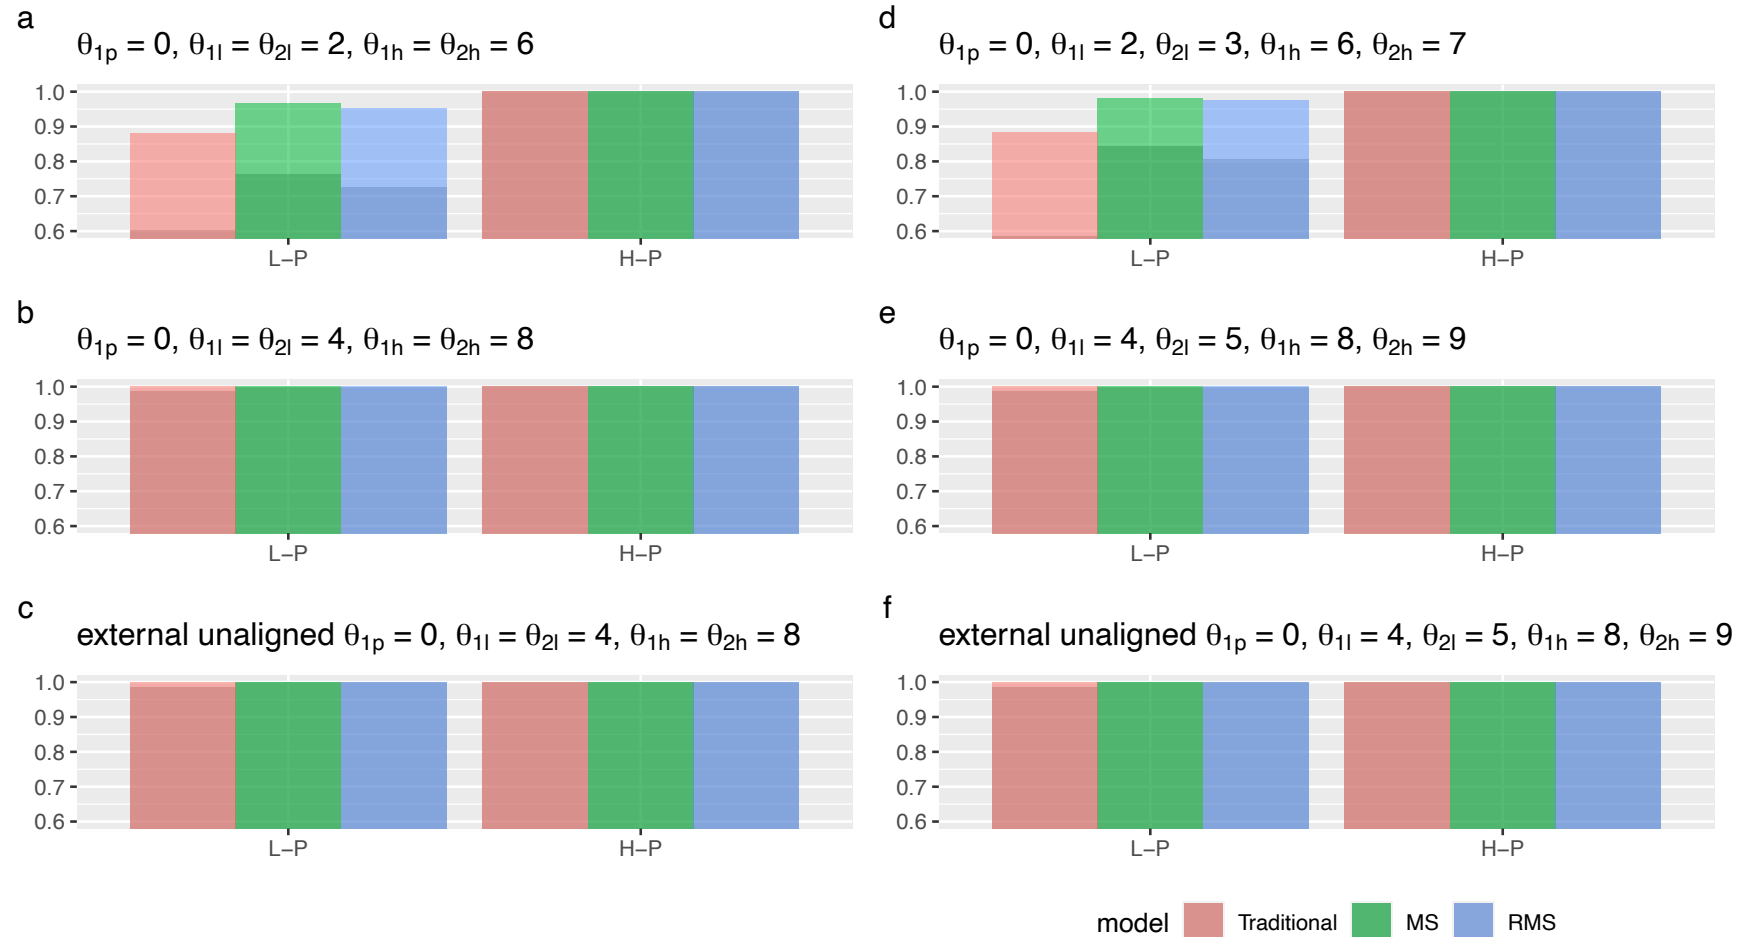 a
θ1p = 0, θ1l = θ2l = 2, θ1h = θ2h = 6
1.0
0.9
0.8
0.7
0.6
L−P
H−P
b
θ1p = 0, θ1l = θ2l = 4, θ1h = θ2h = 8
1.0
0.9
0.8
0.7
0.6
L−P
H−P
c
external unaligned θ1p = 0, θ1l = θ2l = 4, θ1h = θ2h = 8
1.0
0.9
0.8
0.7
0.6
L−P
H−P
d
θ1p = 0, θ1l = 2, θ2l = 3, θ1h = 6, θ2h = 7
1.0
0.9
0.8
0.7
0.6
L−P
H−P
e
θ1p = 0, θ1l = 4, θ2l = 5, θ1h = 8, θ2h = 9
1.0
0.9
0.8
0.7
0.6
L−P
H−P
f
external unaligned θ1p = 0, θ1l = 4, θ2l = 5, θ1h = 8, θ2h = 9
1.0
0.9
0.8
0.7
0.6
L−P
H−P
model Traditional MS RMS